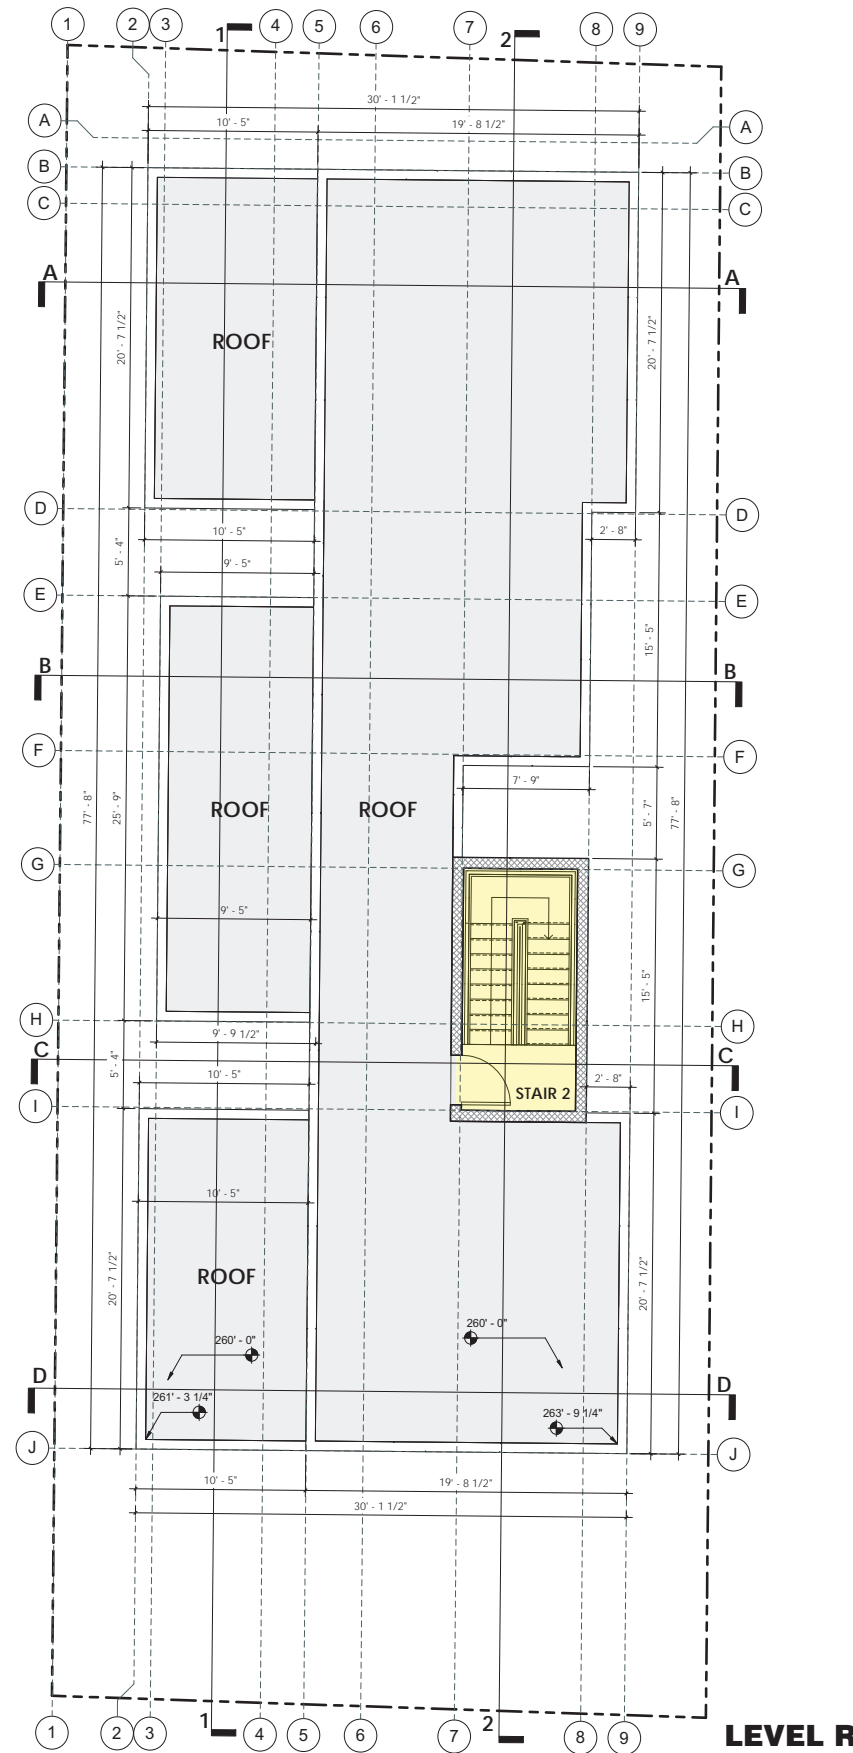 1
2
3
4
5
6
7
8
9
1
2
30' - 1 1/2"
10' - 5"
19' - 8 1/2"
A
A
B
B
C
C
A
A
20' - 7 1/2"
20' - 7 1/2"
ROOF
D
D
10' - 5"
2' - 8"
5' - 4"
9' - 5"
E
E
15' - 5"
B
B
F
F
7' - 9"
77' - 8"
25' - 9"
ROOF
ROOF
5' - 7"
77' - 8"
G
G
9' - 5"
15' - 5"
H
H
9' - 9 1/2"
C
C
5' - 4"
10' - 5"
2' - 8"
STAIR 2
I
I
10' - 5"
20' - 7 1/2"
ROOF
20' - 7 1/2"
260' - 0"
260' - 0"
D
D
261' - 3 1/4"
263' - 9 1/4"
J
J
10' - 5"
19' - 8 1/2"
30' - 1 1/2"
1
2
1
2
3
4
5
6
7
8
9
LEVEL R